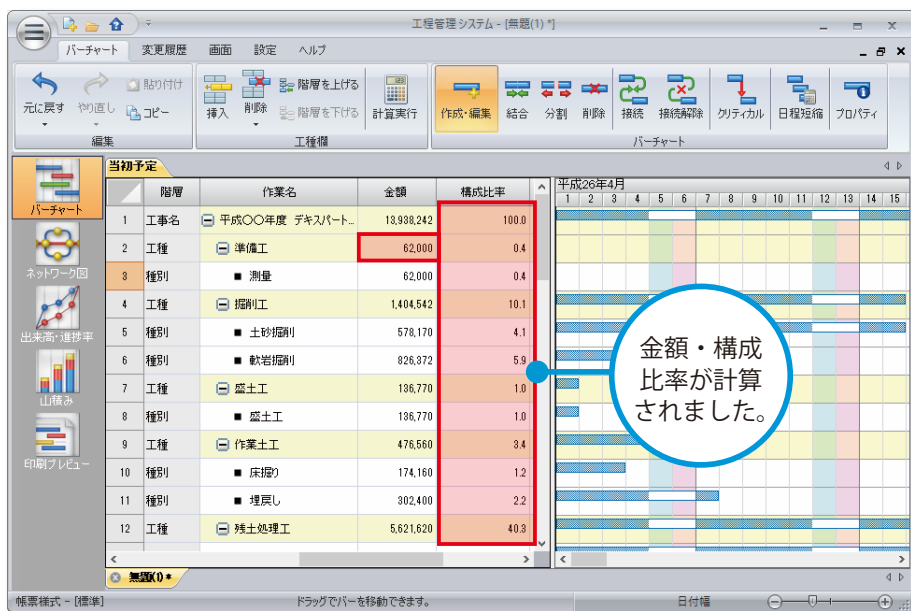 工程管理システム - [無題(1) *]
バーチャート 変更履歴 画面 設定 ヘルプ
元に戻す やり直し 貼り付け コピー
編集
挿入 削除 階層を上げる 階層を下げる 計算実行
工種欄
作成・編集 結合 分割 削除 接続 接続解除 クリティカル 日程短縮 プロパティ
バーチャート
バーチャート
ネットワーク図
出来高・進捗率
山積み
印刷プレビュー
当初予定
階層 作業名 金額 構成比率
平成26年4月
1 2 3 4 5 6 7 8 9 10 11 12 13 14 15
1 工事名 平成〇〇年度 デキスパート... 13,938,242 100.0
2 工種 準備工 62,000 0.4
3 種別 ■ 測量 62,000 0.4
4 工種 掘削工 1,404,542 10.1
5 種別 ■ 土砂掘削 578,170 4.1
6 種別 ■ 軟岩掘削 826,372 5.9
7 工種 盛土工 136,770 1.0
8 種別 ■ 盛土工 136,770 1.0
9 工種 作業土工 476,560 3.4
10 種別 ■ 床掘り 174,160 1.2
11 種別 ■ 埋戻し 302,400 2.2
12 工種 残土処理工 5,621,620 40.3
金額・構成
比率が計算
されました。
無題(1) *
帳票様式 - [標準] ドラッグでバーを移動できます。 日付幅